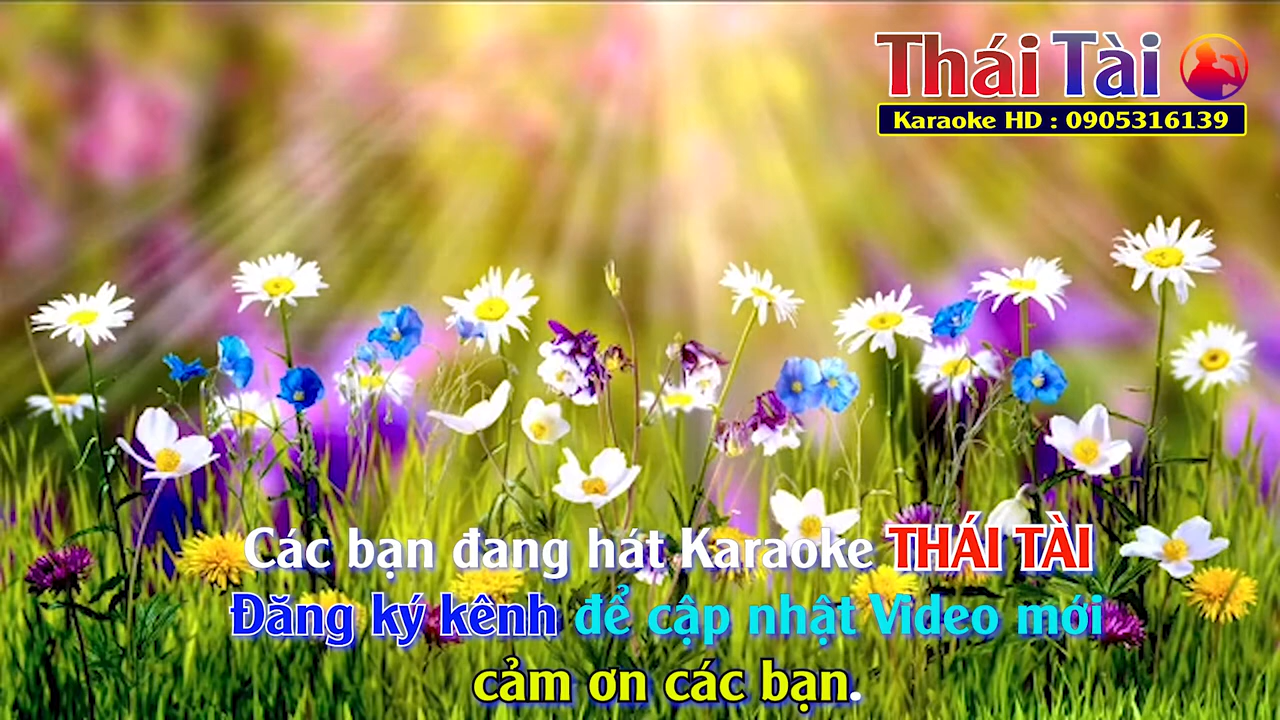 Thái Tài
Karaoke HD : 0905316139
Các bạn đang hát Karaoke THÁI TÀI
Đăng ký kênh để cập nhật Video mới
cảm ơn các bạn.